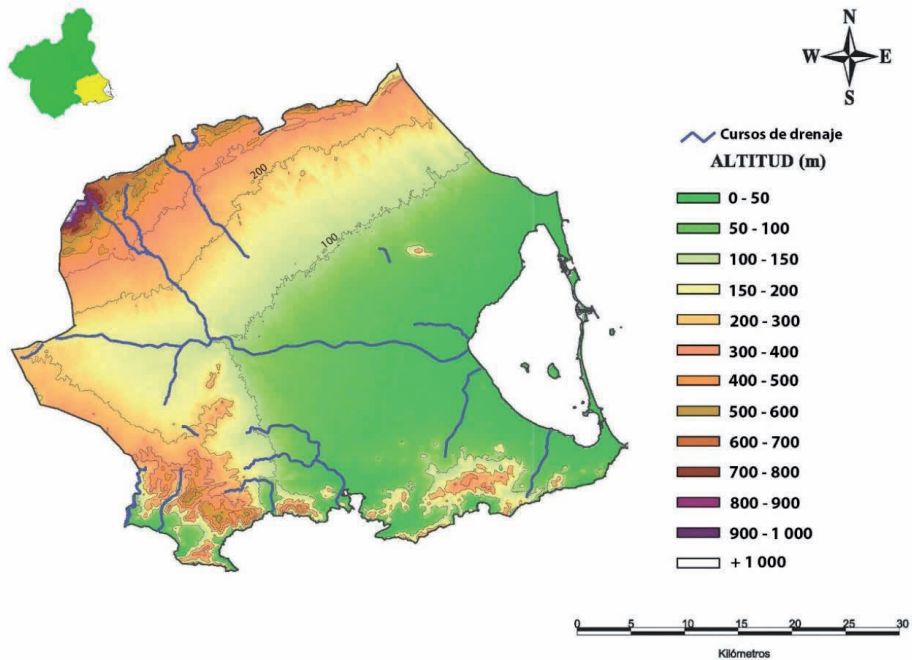 N
W E
S
Cursos de drenaje
ALTITUD (m)
0 - 50
50 - 100
100 - 150
150 - 200
200 - 300
300 - 400
400 - 500
500 - 600
600 - 700
700 - 800
800 - 900
900 - 1 000
+ 1 000
200
100
0 5 10 15 20 25 30
Kilómetros